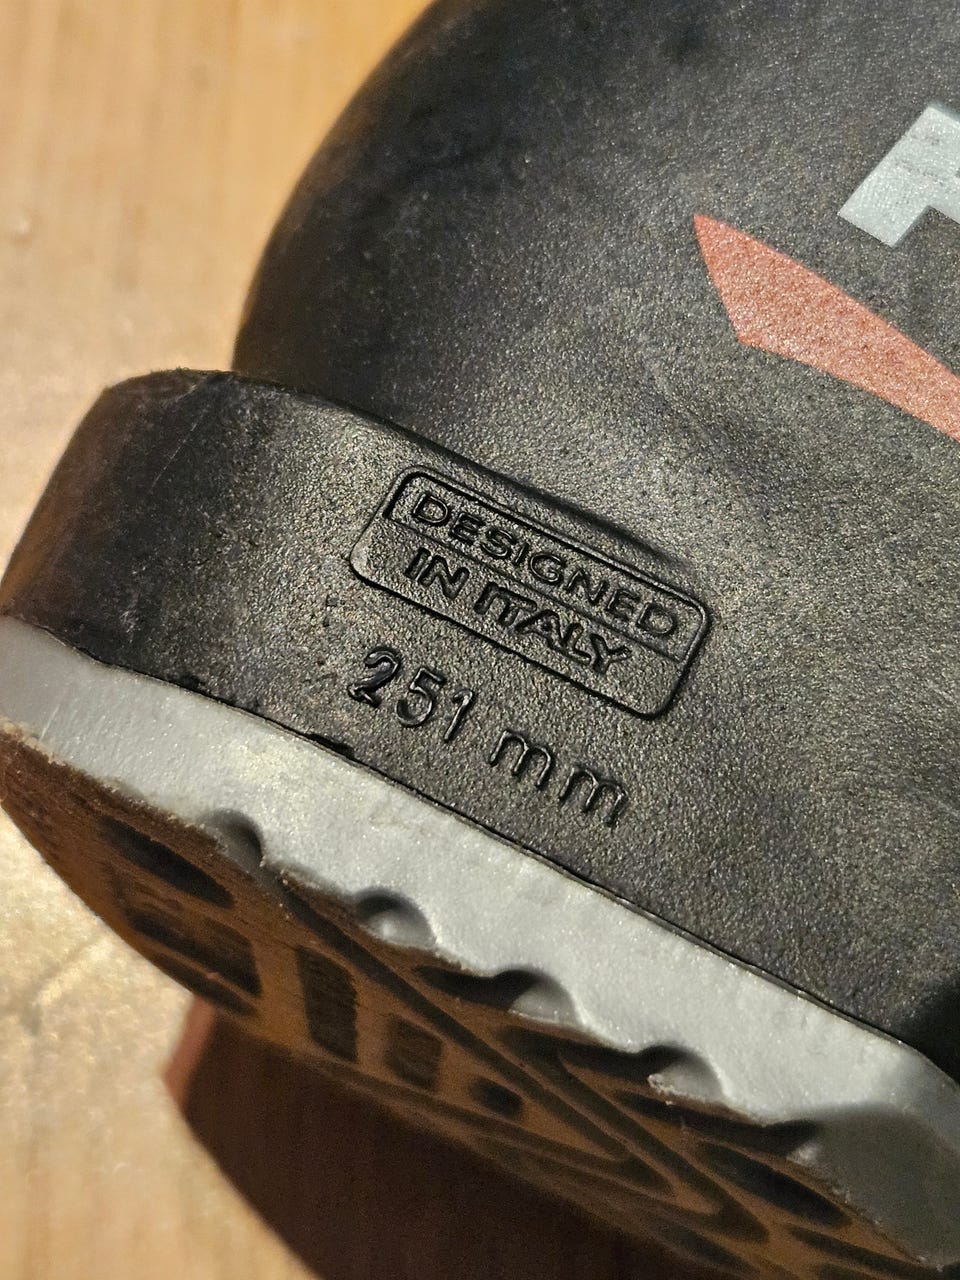 DESIGNED
IN ITALY
251 mm